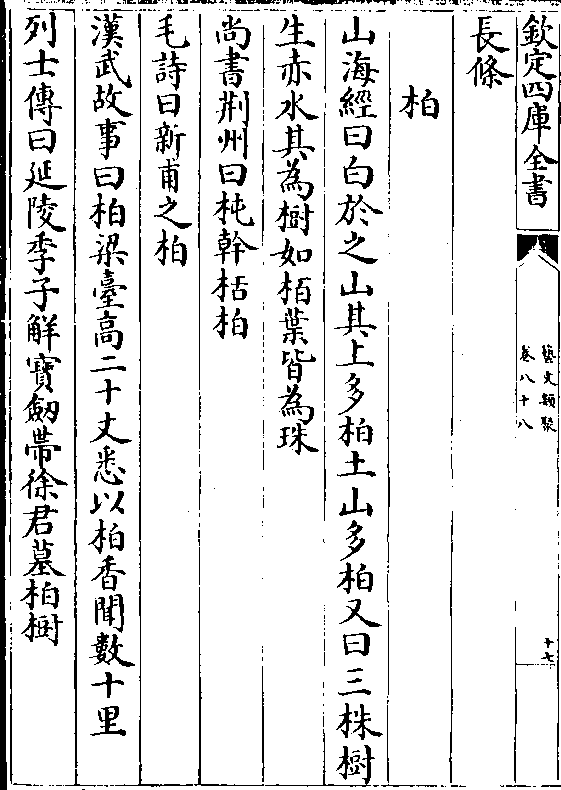 欽定四庫全書
藝文類聚
卷八十八
十七
長條
柏
山海經曰白於之山其上多柏土山多柏又曰三株樹
生赤水其為樹如栢葉皆為珠
尚書荆州曰杶幹栝柏
毛詩曰新甫之柏
漢武故事曰柏梁臺高二十丈悉以柏香聞數十里
列士傳曰延陵季子解寶劒帶徐君墓柏樹